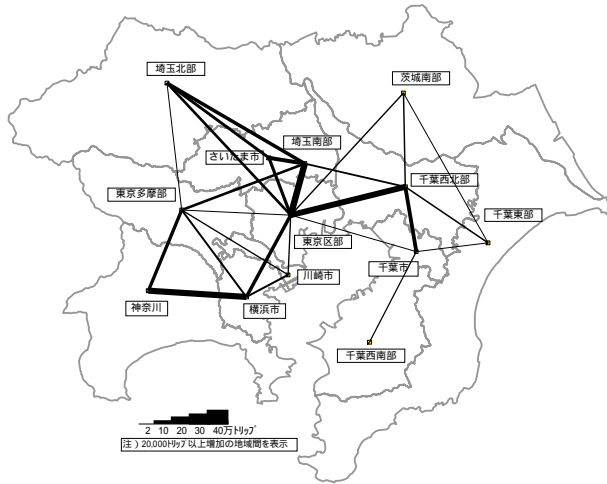 埼玉北部
茨城南部
埼玉南部
さいたま市
千葉西北部
東京多摩部
千葉東部
東京区部
千葉市
川崎市
神奈川
横浜市
千葉西南部
2 10 20 30 40万トリップ
注）20,000トリップ以上増加の地域間を表示